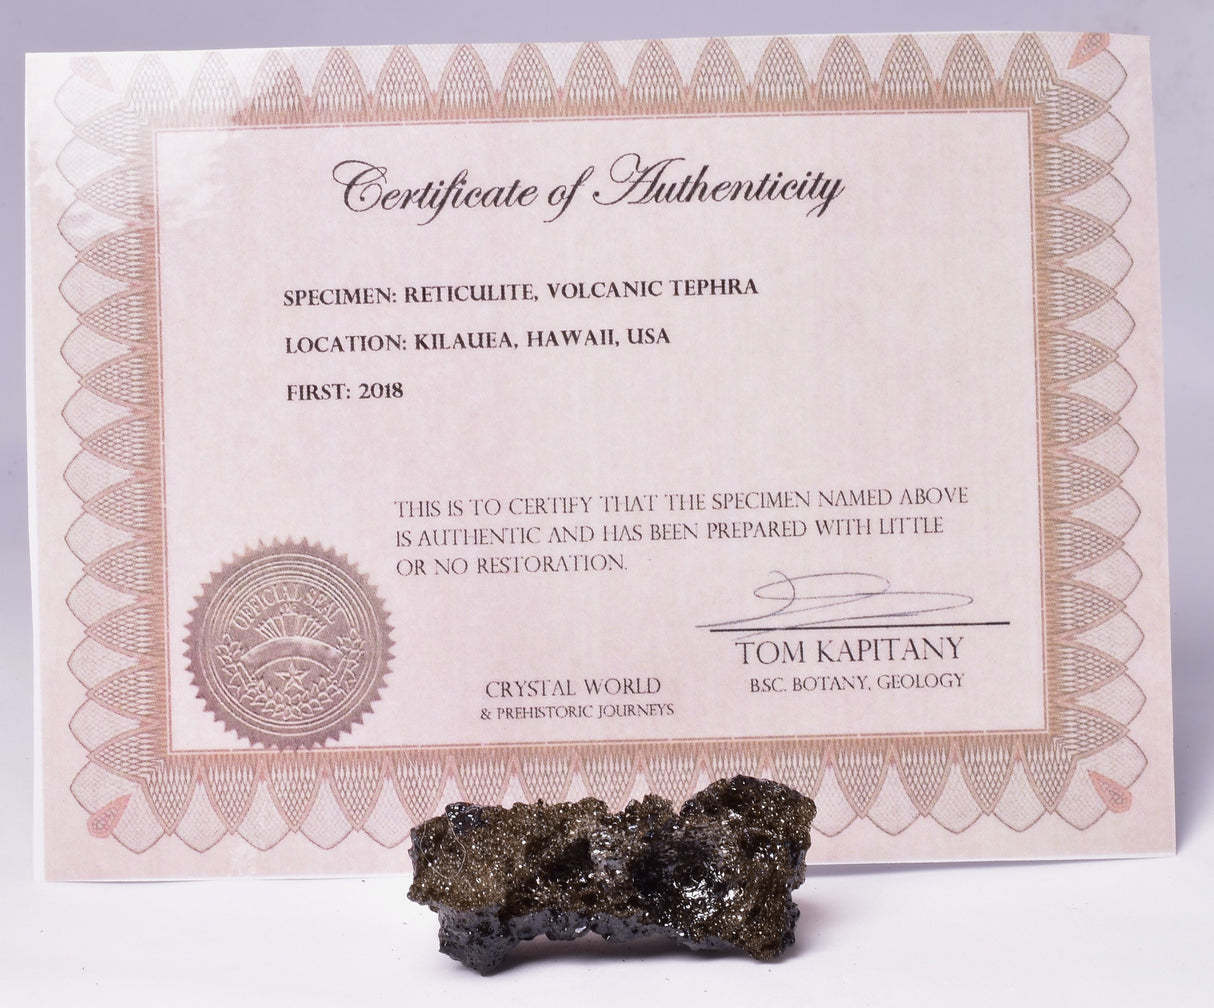 Certificate of Authenticity
SPECIMEN: RETICULITE, VOLCANIC TEPHRA
LOCATION: KILAUEA, HAWAII, USA
FIRST: 2018
THIS IS TO CERTIFY THAT THE SPECIMEN NAMED ABOVE
IS AUTHENTIC AND HAS BEEN PREPARED WITH LITTLE
OR NO RESTORATION.
OFFICIAL SEAL
OF
TOM KAPITANY
B.SC. BOTANY, GEOLOGY
CRYSTAL WORLD
& PREHISTORIC JOURNEYS